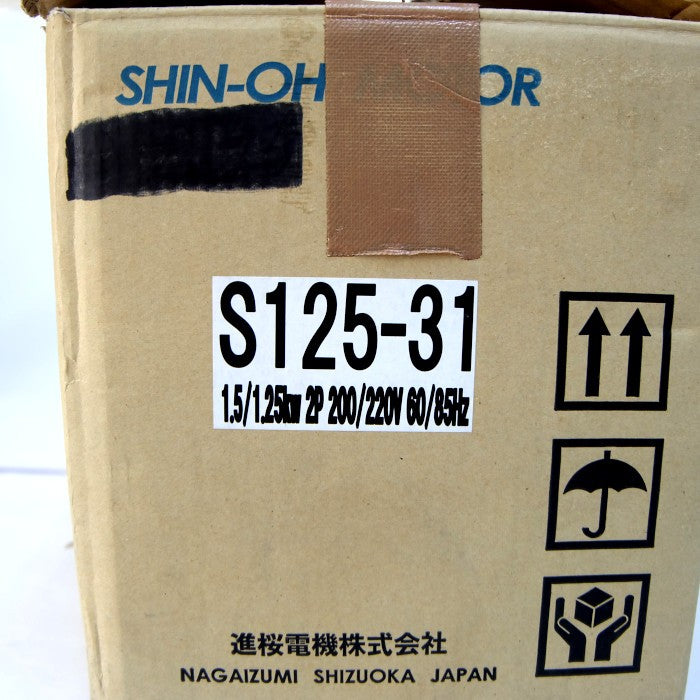 SHIN-OH
S125-31
1.5/1.25kw 2P 200/220V 60/85Hz
進桜電機株式会社
NAGAIZUMI SHIZUOKA JAPAN